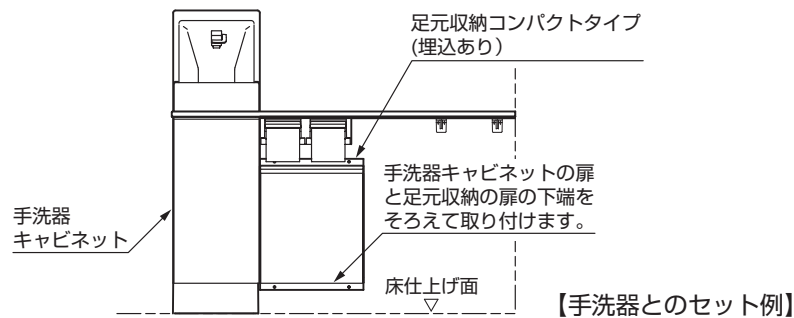 足元収納コンパクトタイプ
(埋込あり）
手洗器キャビネットの扉
と足元収納の扉の下端を
そろえて取り付けます。
手洗器
キャビネット
床仕上げ面
【手洗器とのセット例】